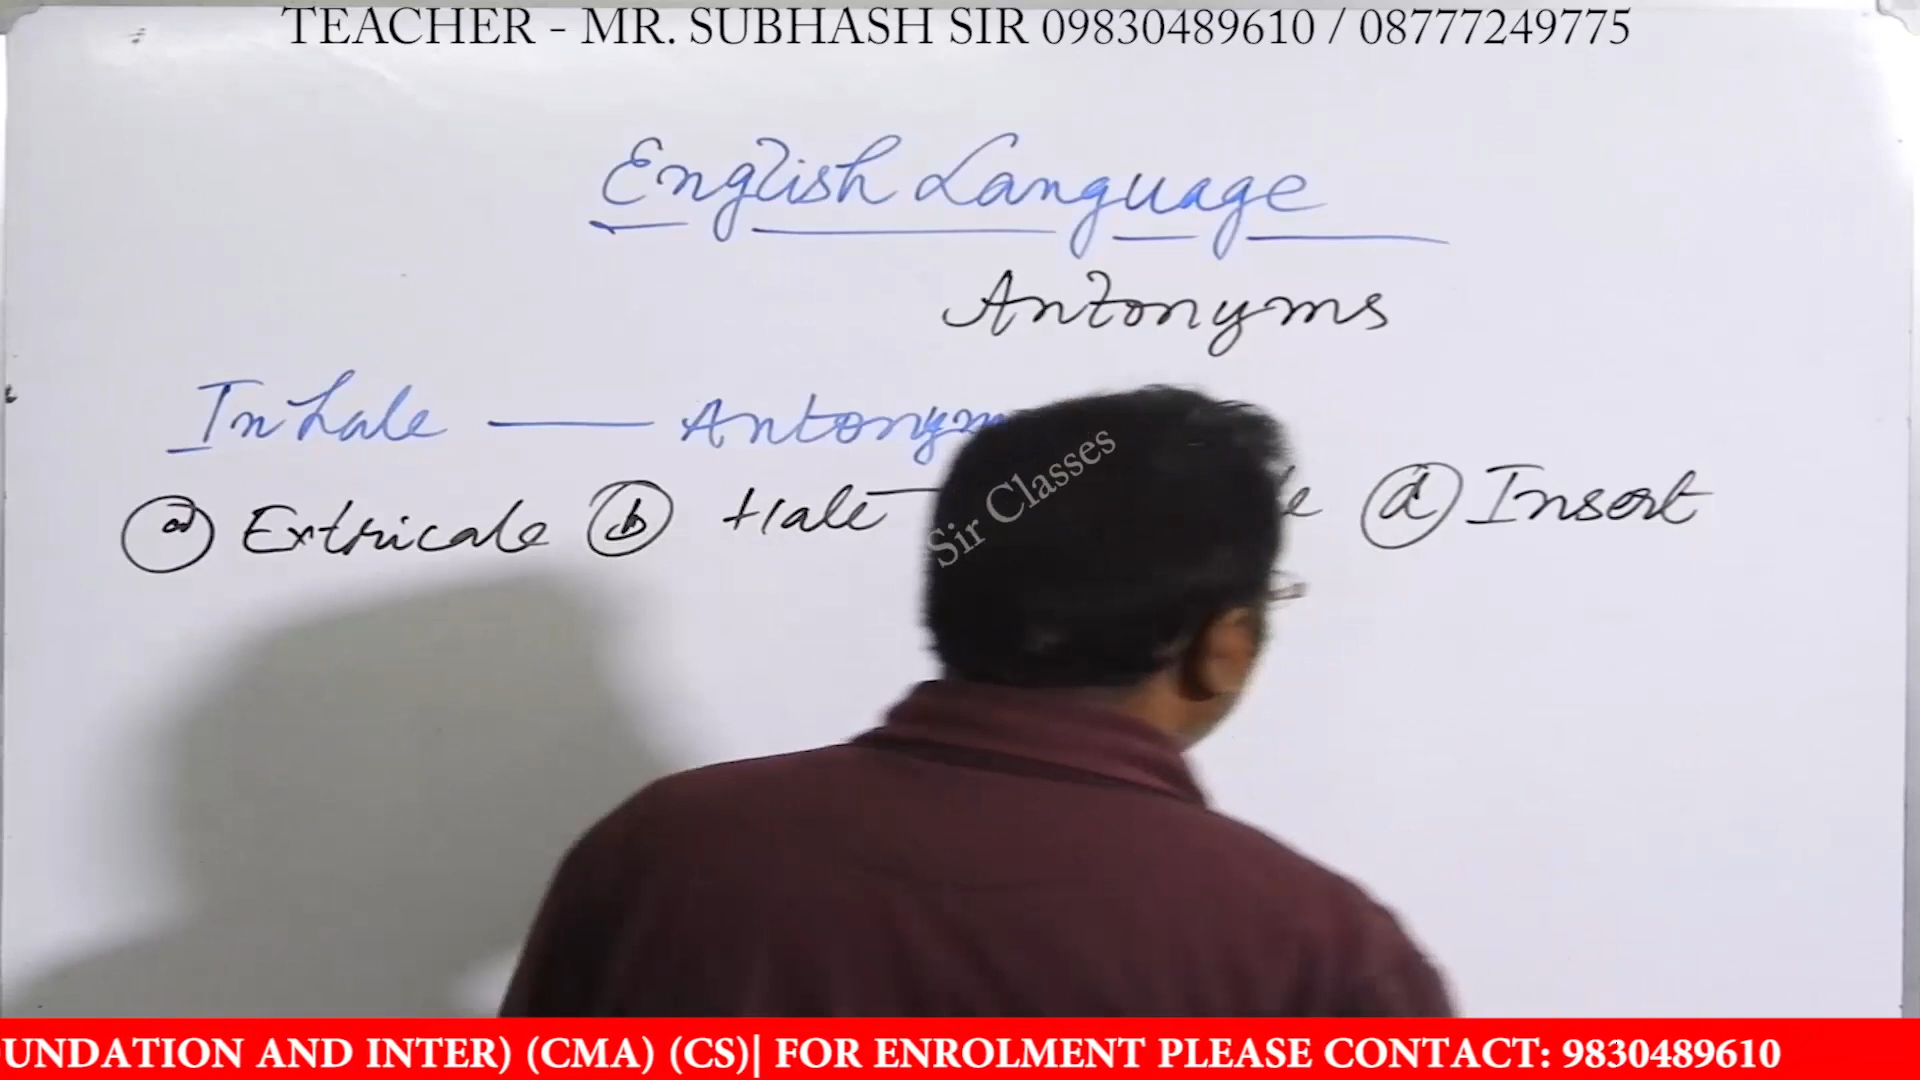 TEACHER - MR. SUBHASH SIR 09830489610 / 08777249775
English Language
Antonyms
Inhale — Antonym
(a) Extricate (b) Hale (d) Insert
Sir Classes
OUNDATION AND INTER) (CMA) (CS)| FOR ENROLMENT PLEASE CONTACT: 9830489610